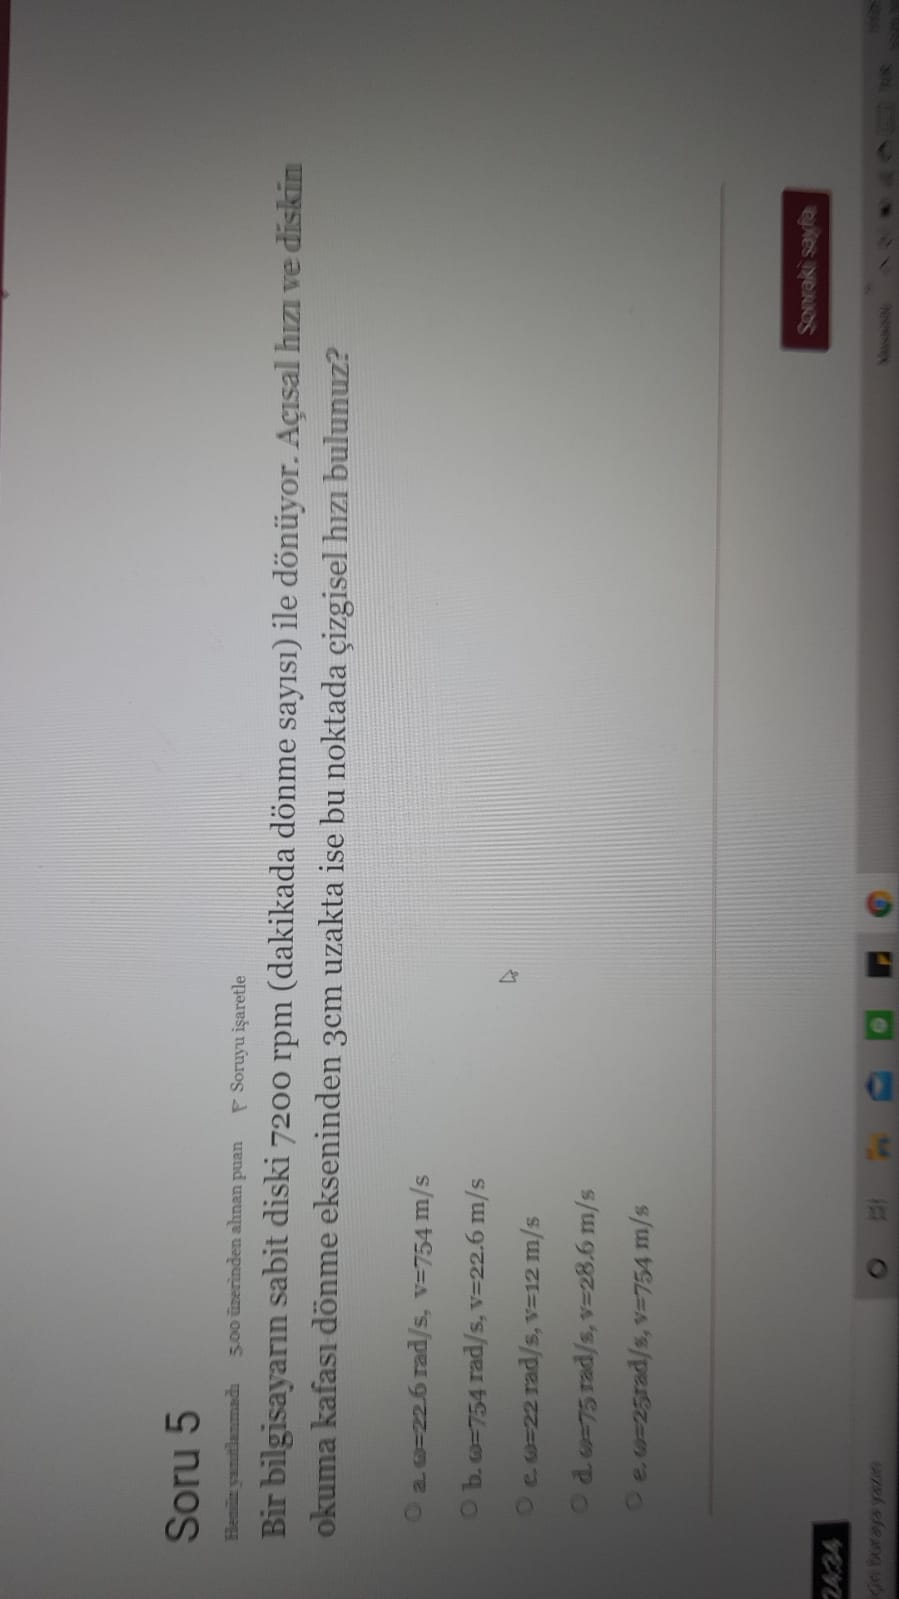 Soru 5
Henüz yanıtlanmadı 5.00 üzerinden alınan puan Soruyu işaretle
Bir bilgisayarın sabit diski 7200 rpm (dakikada dönme sayısı) ile dönüyor. Açısal hızı ve diskin
okuma kafası dönme ekseninden 3cm uzakta ise bu noktada çizgisel hızı bulunuz?
a. ω=22.6 rad/s, v=754 m/s
b. ω=754 rad/s, v=22.6 m/s
c. ω=22 rad/s, v=12 m/s
d. ω=75 rad/s, v=28.6 m/s
e. ω=25rad/s, v=754 m/s
Sonraki sayfa
24:34
için buraya yazın
Masaüstü